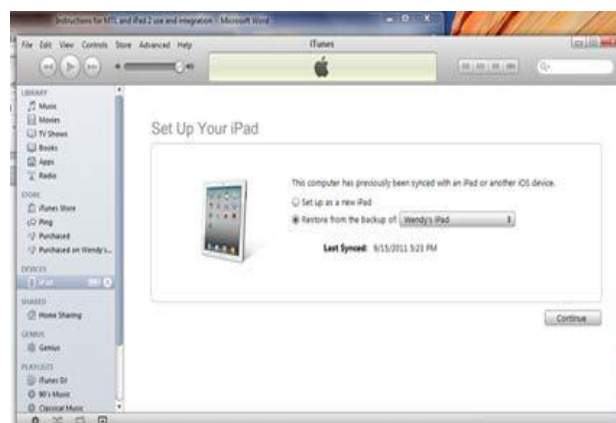 Instructions for MTL and iPad 2 use and integration - Microsoft Word
iTunes
File Edit View Controls Store Advanced Help
LIBRARY
Music
Movies
TV Shows
Books
Apps
Radio
STORE
iTunes Store
Ping
Purchased
Purchased on Wendy's...
DEVICES
iPad
SHARED
Home Sharing
GENIUS
Genius
PLAYLISTS
iTunes DJ
90's Music
Classical Music
Set Up Your iPad
This computer has previously been synced with an iPad or another iOS device.
Set up as a new iPad
Restore from the backup of: Wendy's iPad
Last Synced: 9/15/2011 5:23 PM
Continue